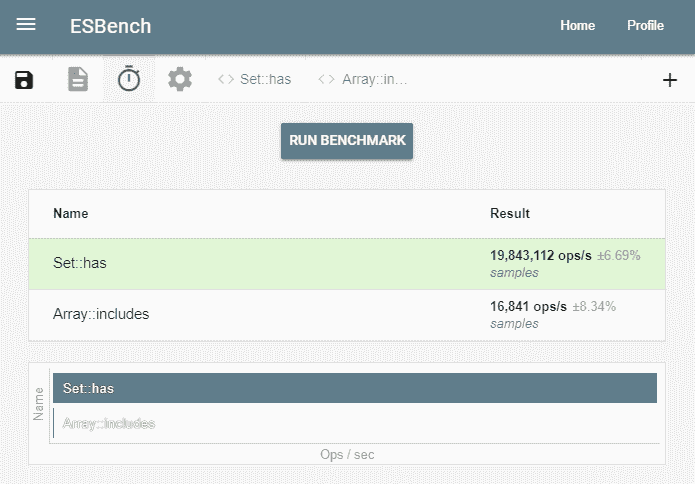 ESBench
Home
Profile
Set::has
Array::in...
RUN BENCHMARK
Name
Result
Set::has
19,843,112 ops/s ±6.69%
samples
Array::includes
16,841 ops/s ±8.34%
samples
Name
Set::has
Array::includes
Ops / sec